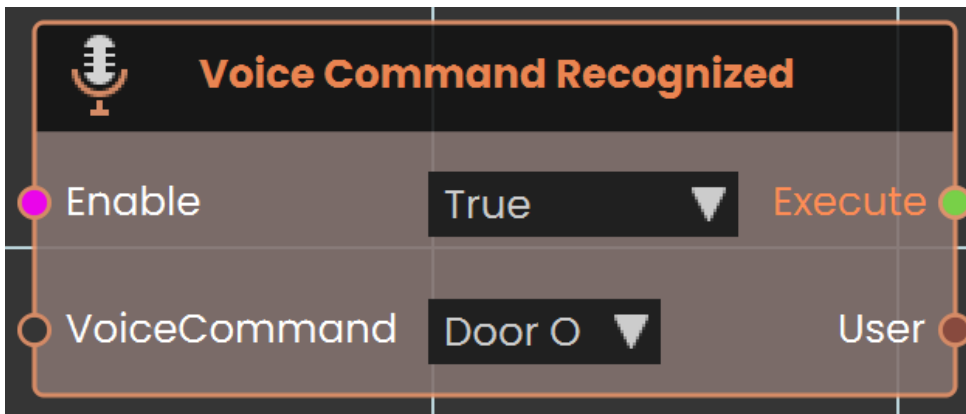 Voice Command Recognized
Enable True Execute
VoiceCommand Door O User